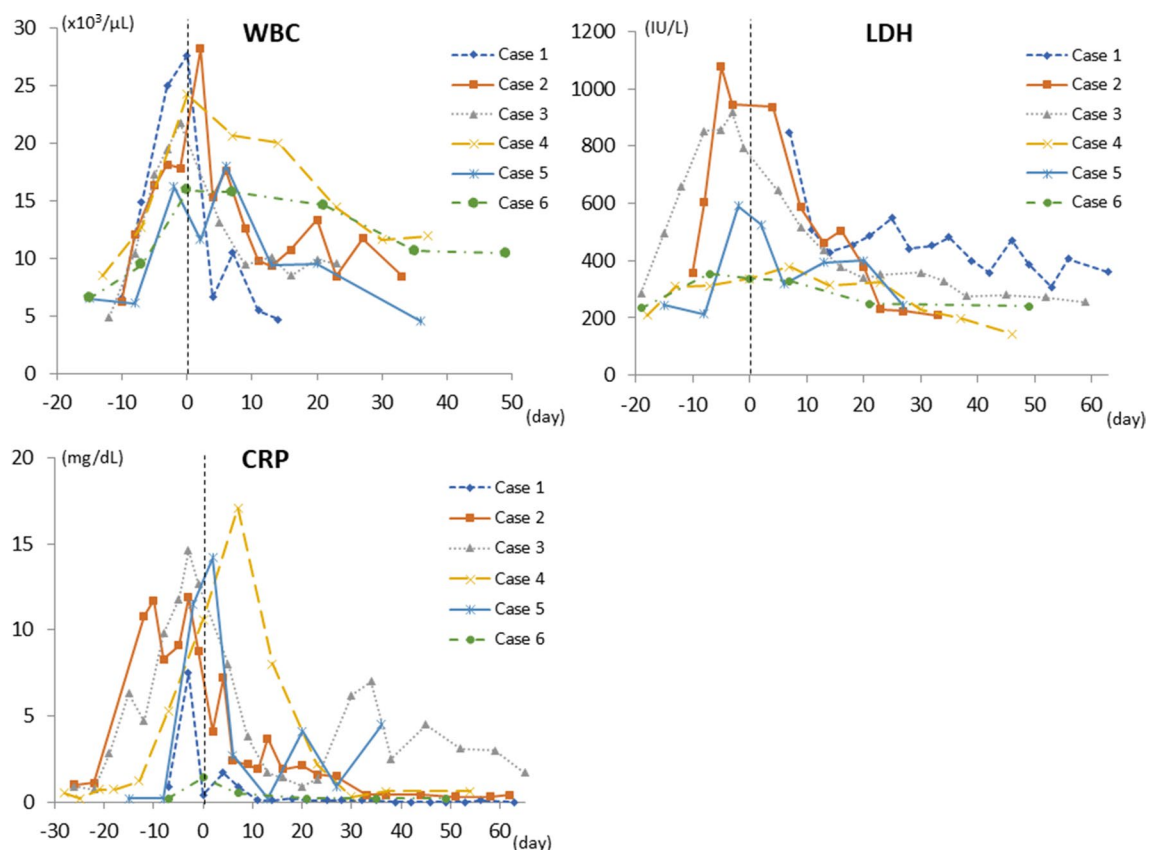 (x10³/µL)
WBC
30
25
20
15
10
5
0
-20 -10 0 10 20 30 40 50
(day)
Case 1
Case 2
Case 3
Case 4
Case 5
Case 6
(IU/L)
LDH
1200
1000
800
600
400
200
0
-20 -10 0 10 20 30 40 50 60
(day)
Case 1
Case 2
Case 3
Case 4
Case 5
Case 6
(mg/dL)
CRP
20
15
10
5
0
-30 -20 -10 0 10 20 30 40 50 60
(day)
Case 1
Case 2
Case 3
Case 4
Case 5
Case 6